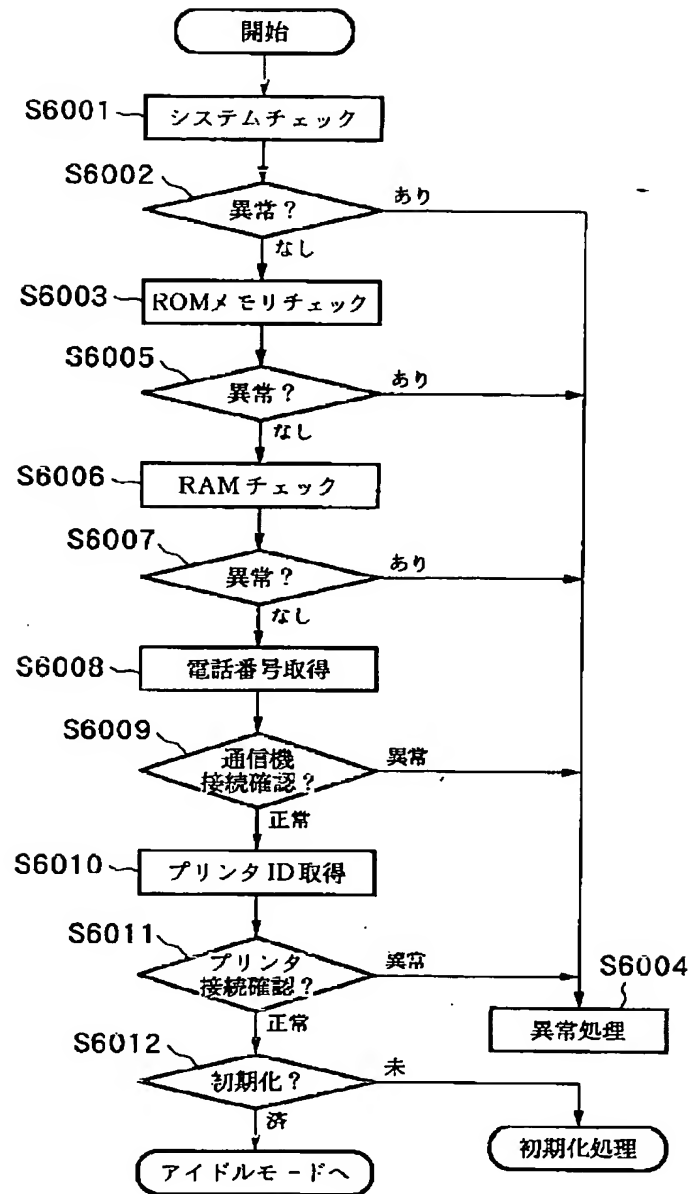 開始
S6001
システムチェック
S6002
異常？
あり
なし
S6003
ROMメモリチェック
S6005
異常？
あり
なし
S6006
RAMチェック
S6007
異常？
あり
なし
S6008
電話番号取得
S6009
通信機
接続確認？
異常
正常
S6010
プリンタID取得
S6011
プリンタ
接続確認？
異常
正常
S6004
異常処理
S6012
初期化？
未
済
初期化処理
アイドルモードへ